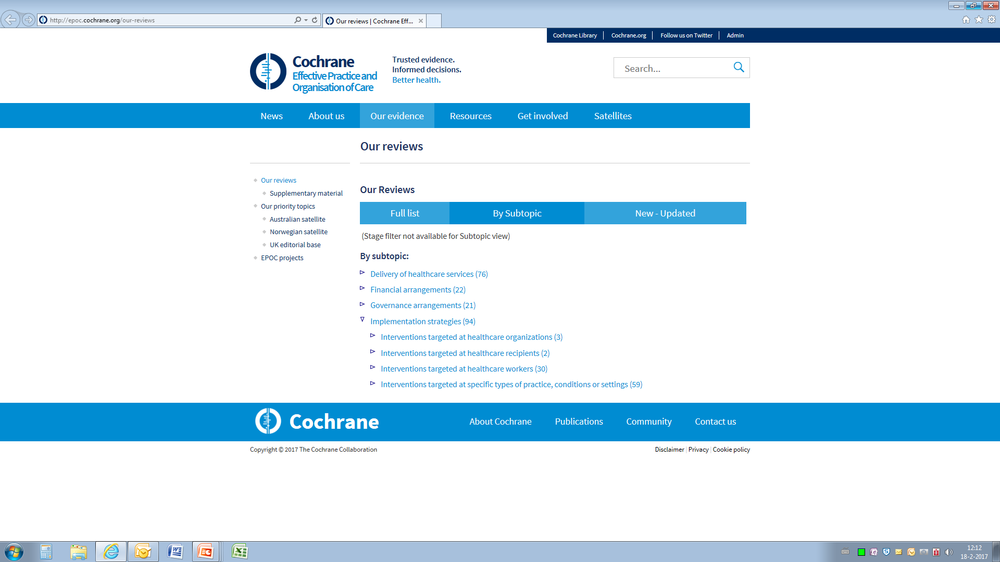 http://epoc.cochrane.org/our-reviews
Our reviews | Cochrane Eff...
Cochrane Library
Cochrane.org
Follow us on Twitter
Admin
Cochrane
Effective Practice and
Organisation of Care
Trusted evidence.
Informed decisions.
Better health.
Search...
News
About us
Our evidence
Resources
Get involved
Satellites
Our reviews
Our reviews
Supplementary material
Our priority topics
Australian satellite
Norwegian satellite
UK editorial base
EPOC projects
Our Reviews
Full list
By Subtopic
New - Updated
(Stage filter not available for Subtopic view)
By subtopic:
Delivery of healthcare services (76)
Financial arrangements (22)
Governance arrangements (21)
Implementation strategies (94)
Interventions targeted at healthcare organizations (3)
Interventions targeted at healthcare recipients (2)
Interventions targeted at healthcare workers (30)
Interventions targeted at specific types of practice, conditions or settings (59)
Cochrane
About Cochrane
Publications
Community
Contact us
Copyright © 2017 The Cochrane Collaboration
Disclaimer | Privacy | Cookie policy
12:12
18-2-2017